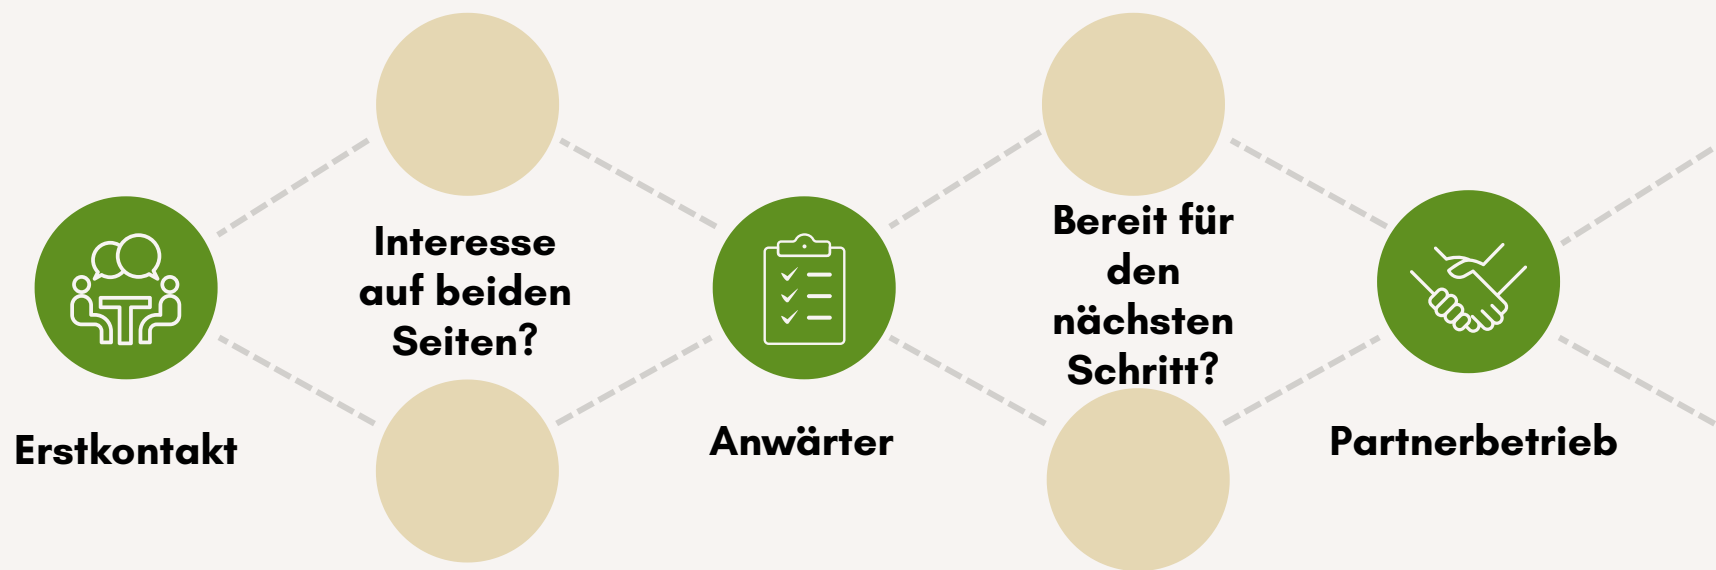 Erstkontakt
Interesse
auf beiden
Seiten?
Anwärter
Bereit für
den
nächsten
Schritt?
Partnerbetrieb